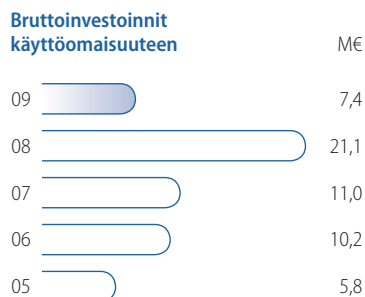 Bruttoinvestoinnit
käyttöomaisuuteen M€
09 7,4
08 21,1
07 11,0
06 10,2
05 5,8